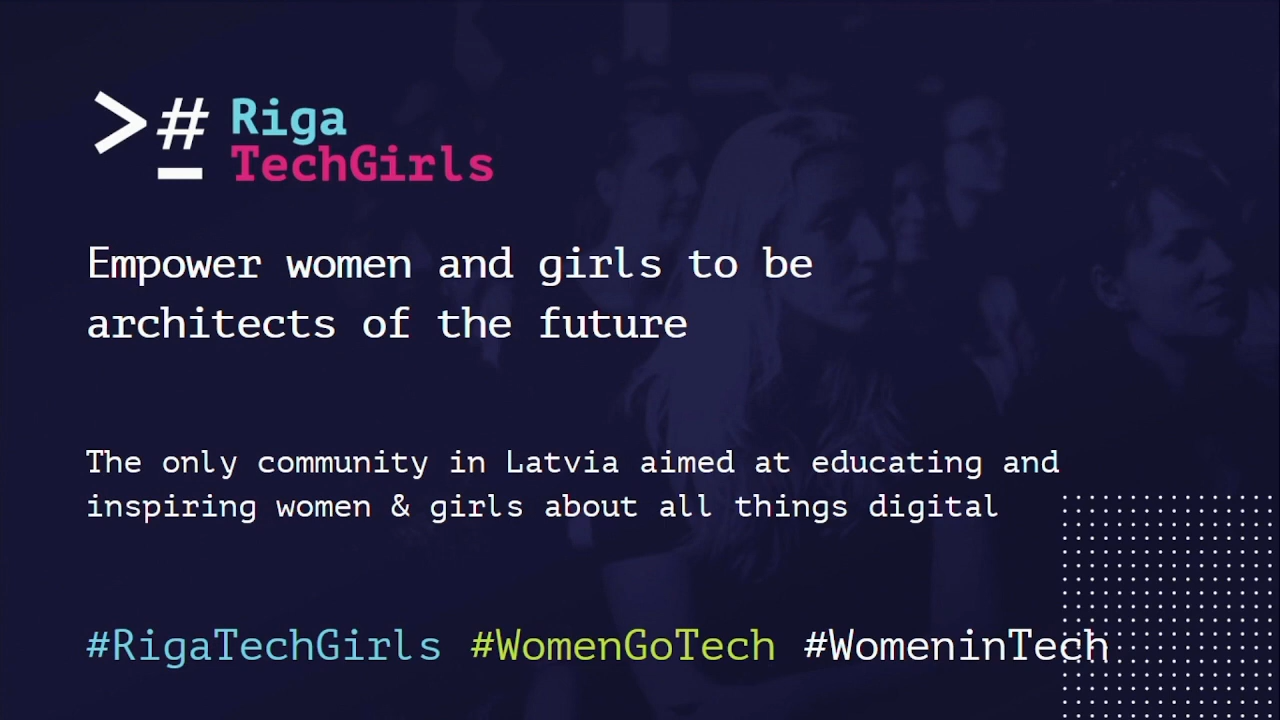 >#_ Riga
TechGirls
Empower women and girls to be
architects of the future
The only community in Latvia aimed at educating and
inspiring women & girls about all things digital
#RigaTechGirls #WomenGoTech #WomeninTech